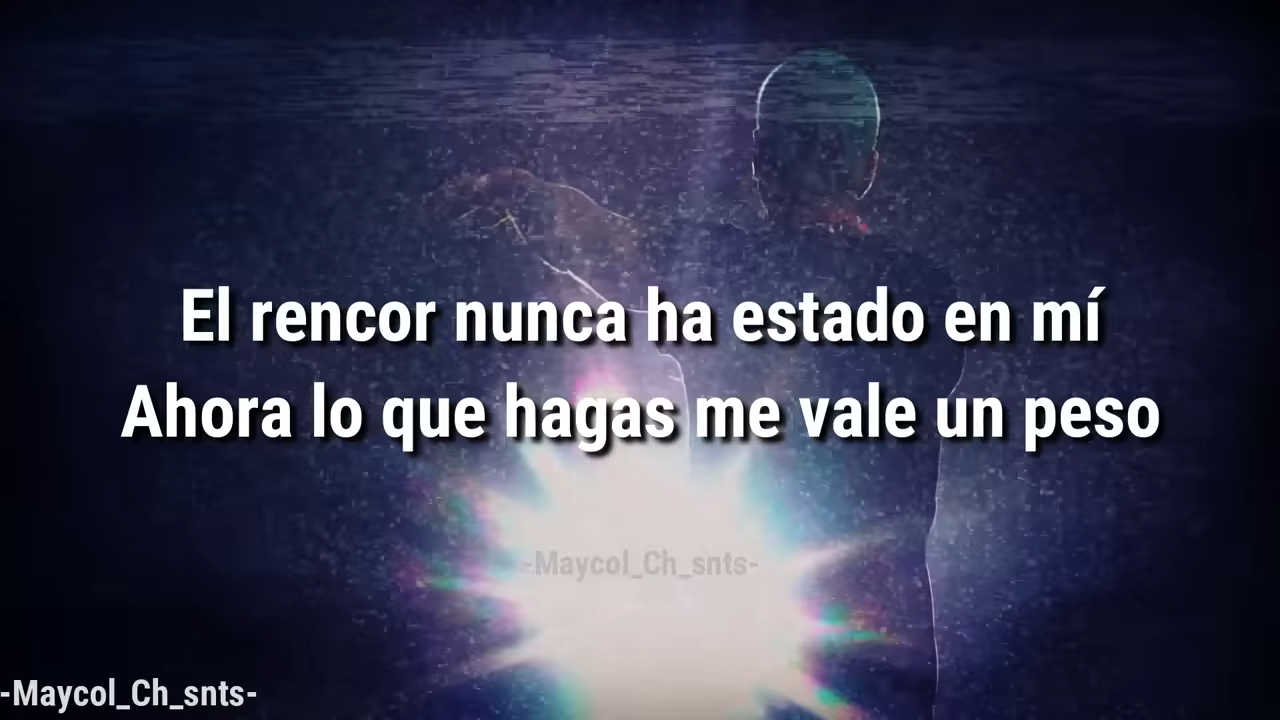 El rencor nunca ha estado en mí
Ahora lo que hagas me vale un peso
-Maycol_Ch_snts-
-Maycol_Ch_snts-